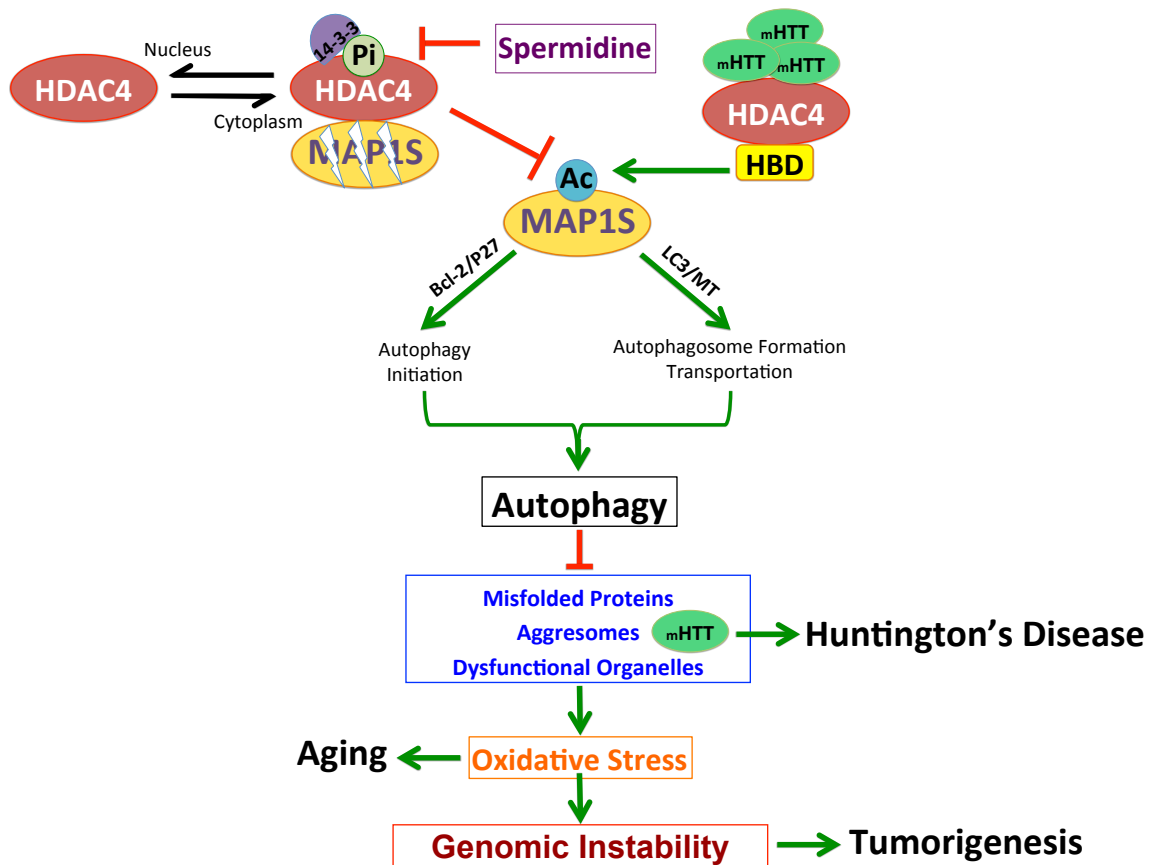 Nucleus
Cytoplasm
HDAC4
14-3-3
Pi
HDAC4
MAP1S
Spermidine
mHTT
mHTT
mHTT
HDAC4
HBD
Ac
MAP1S
Bcl-2/P27
LC3/MT
Autophagy
Initiation
Autophagosome Formation
Transportation
Autophagy
Misfolded Proteins
Aggresomes
mHTT
Dysfunctional Organelles
Huntington's Disease
Aging
Oxidative Stress
Genomic Instability
Tumorigenesis